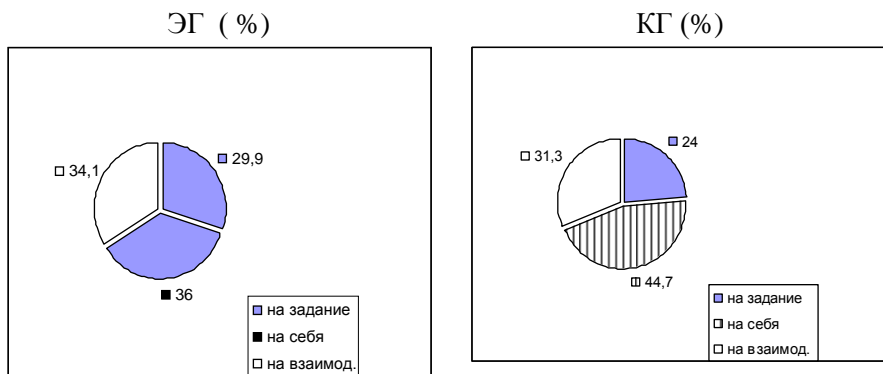 ЭГ ( %)
34,1
29,9
36
на задание
на себя
на взаимод.
КГ (%)
24
31,3
44,7
на задание
на себя
на взаимод.